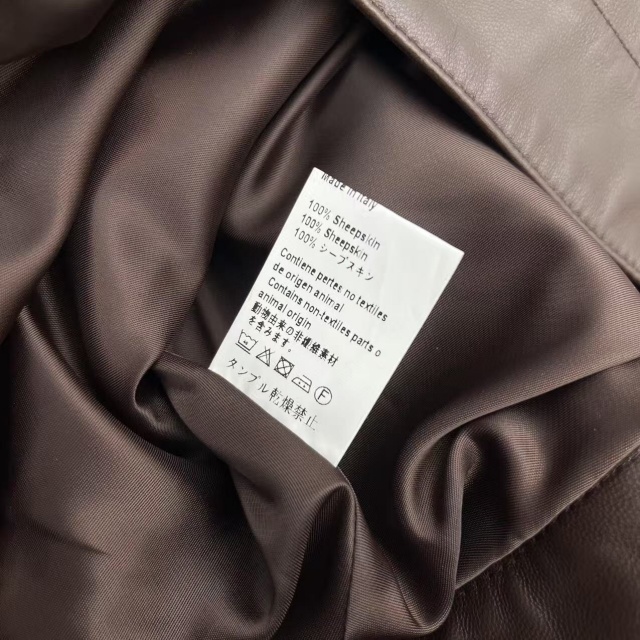 Made in Italy
100% Sheepskin
100% Sheepskin
100% シープスキン
Contiene pertes no textiles
de origen animal
Contains non-textiles parts o
animal origin
動物由来の非繊維素材
を含みます。
F
タンブル乾燥禁止